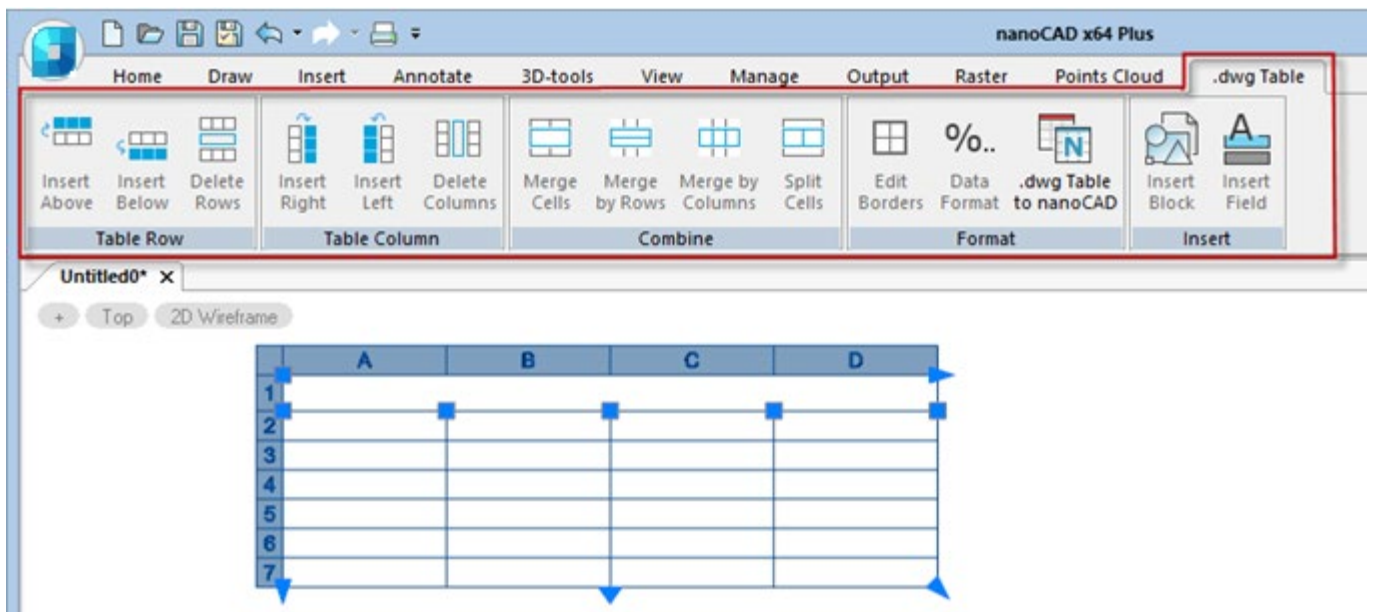 nanoCAD x64 Plus
Home Draw Insert Annotate 3D-tools View Manage Output Raster Points Cloud .dwg Table
Insert Insert Delete Insert Insert Delete Merge Merge Merge by Split Edit Data .dwg Table Insert Insert
Above Below Rows Right Left Columns Cells by Rows Columns Cells Borders Format to nanoCAD Block Field
Table Row Table Column Combine Format Insert
Untitled0* X
+ Top 2D Wireframe
A B C D
1
2
3
4
5
6
7